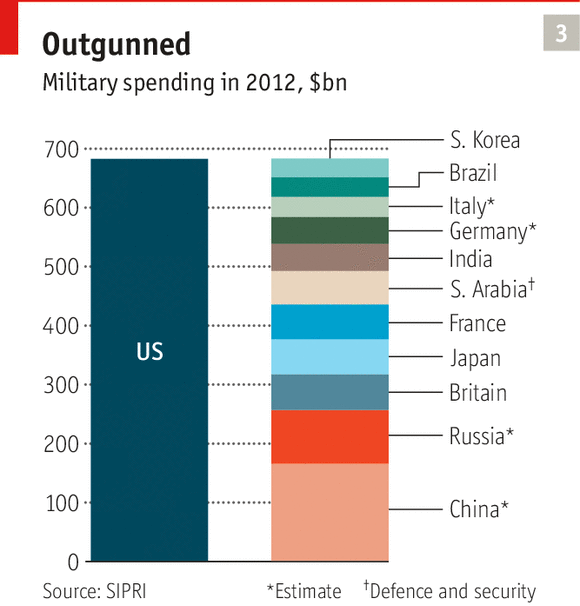 3
Outgunned
Military spending in 2012, $bn
700
600
500
400
300
200
100
0
US
S. Korea
Brazil
Italy*
Germany*
India
S. Arabia†
France
Japan
Britain
Russia*
China*
Source: SIPRI
*Estimate †Defence and security